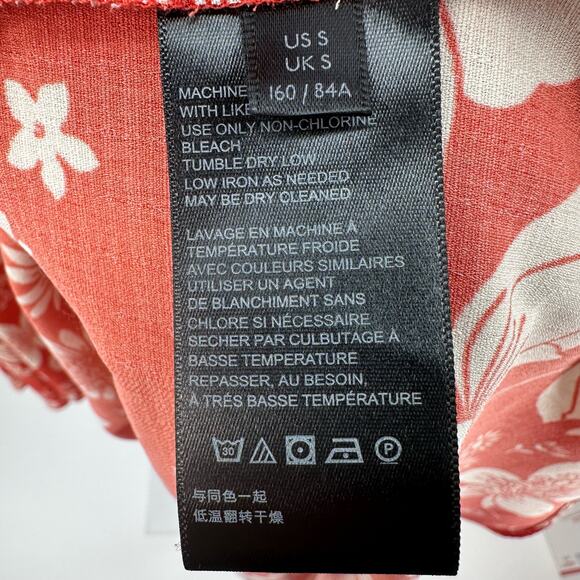 US S
UK S
160 / 84A
MACHINE
WITH LIKE
USE ONLY NON-CHLORINE
BLEACH
TUMBLE DRY LOW
LOW IRON AS NEEDED
MAY BE DRY CLEANED
LAVAGE EN MACHINE À
TEMPÉRATURE FROIDE
AVEC COULEURS SIMILAIRES
UTILISER UN AGENT
DE BLANCHIMENT SANS
CHLORE SI NÉCESSAIRE
SECHER PAR CULBUTAGE À
BASSE TEMPERATURE
REPASSER, AU BESOIN,
À TRÉS BASSE TEMPÉRATURE
30 P
与同色一起
低温翻转干燥